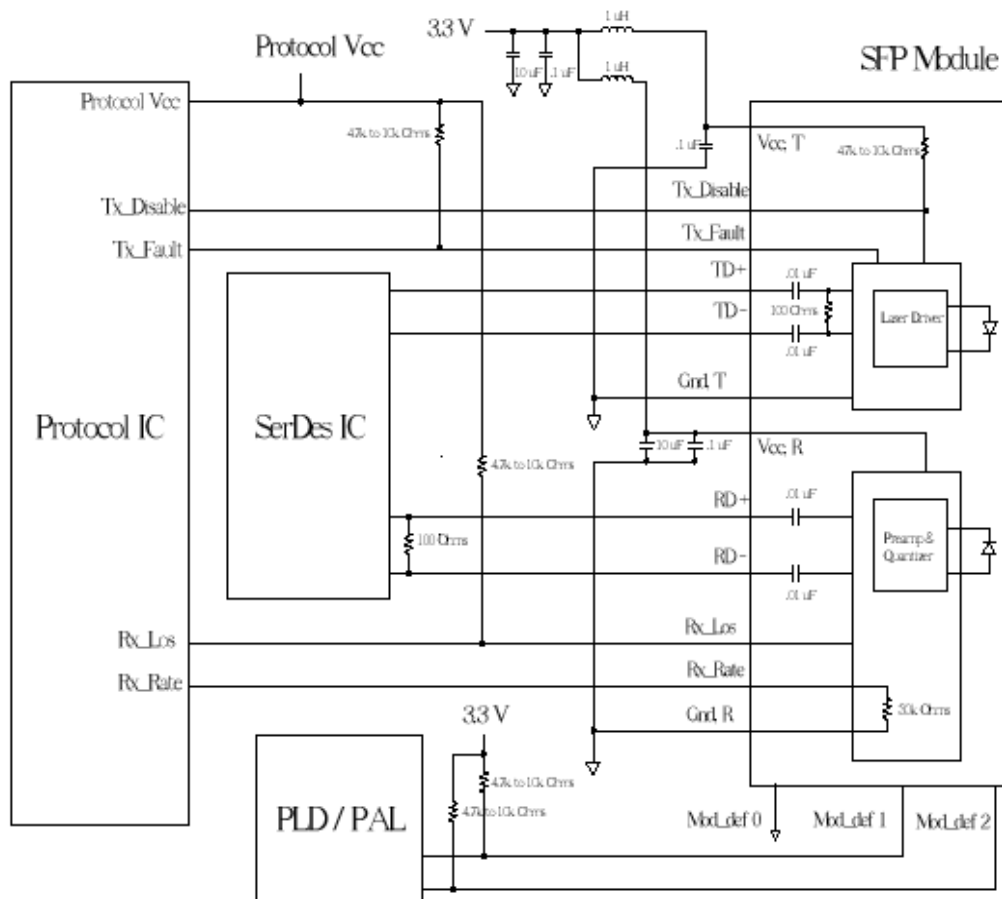 1 uH
3.3 V
Protocol Vcc
10 uF
.1 uF
1 uH
SFP Module
Protocol Vcc
4.7k to 10k Ohms
.1 uF
Vcc, T
4.7k to 10k Ohms
Tx_Disable
Tx_Disable
Tx_Fault
Tx_Fault
TD+
.01 uF
TD-
100 Ohms
Laser Driver
.01 uF
Gnd, T
Protocol IC
SerDes IC
10 uF
.1 uF
Vcc, R
4.7k to 10k Ohms
.01 uF
RD+
100 Ohms
Preamp &
Quantizer
RD-
.01 uF
Rx_Los
Rx_Los
Rx_Rate
Rx_Rate
Gnd, R
30k Ohms
3.3 V
4.7k to 10k Ohms
4.7k to 10k Ohms
PLD / PAL
Mod_def 0
Mod_def 1
Mod_def 2